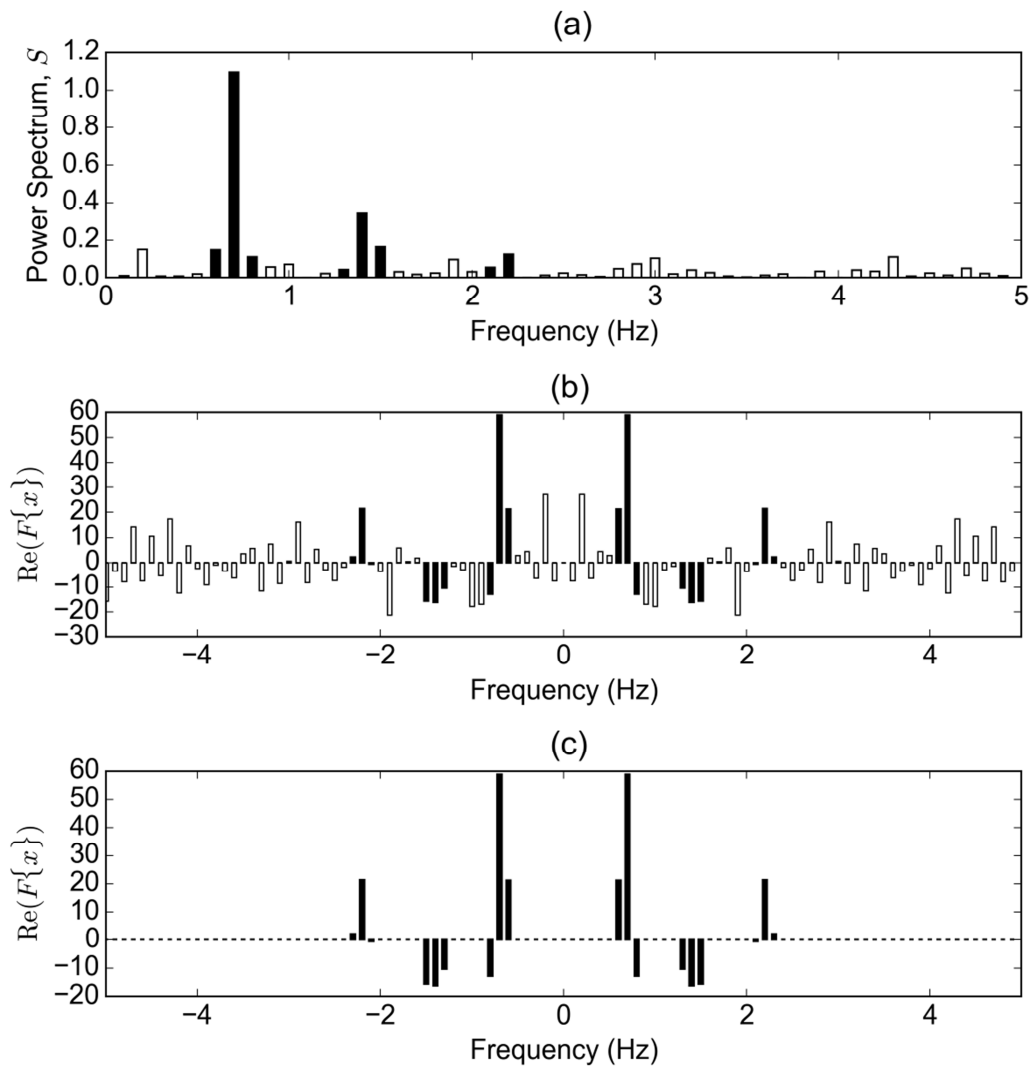 (a)
Power Spectrum, S
1.2
1.0
0.8
0.6
0.4
0.2
0.0
0 1 2 3 4 5
Frequency (Hz)
(b)
Re(F{x})
60
50
40
30
20
10
0
−10
−20
−30
−4 −2 0 2 4
Frequency (Hz)
(c)
Re(F{x})
60
50
40
30
20
10
0
−10
−20
−4 −2 0 2 4
Frequency (Hz)